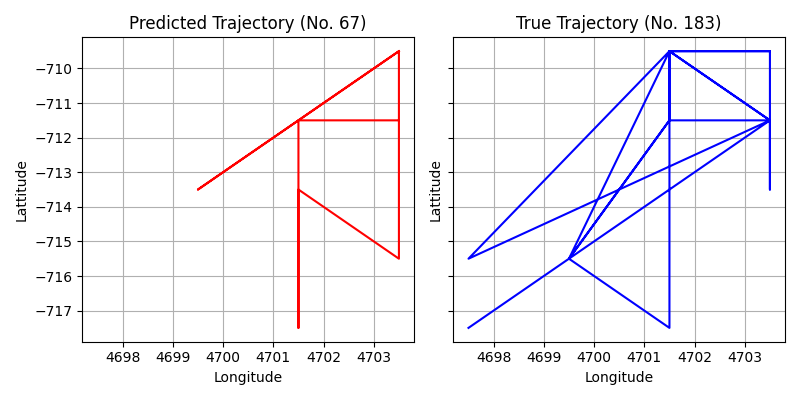 Predicted Trajectory (No. 67)
True Trajectory (No. 183)
Lattitude
−710
−711
−712
−713
−714
−715
−716
−717
4698 4699 4700 4701 4702 4703
Longitude
Lattitude
4698 4699 4700 4701 4702 4703
Longitude